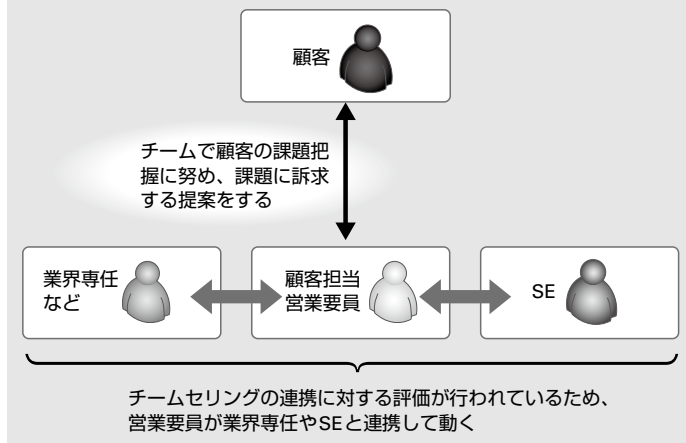 顧客
チームで顧客の課題把
握に努め、課題に訴求
する提案をする
業界専任
など
顧客担当
営業要員
SE
チームセリングの連携に対する評価が行われているため、
営業要員が業界専任やSEと連携して動く